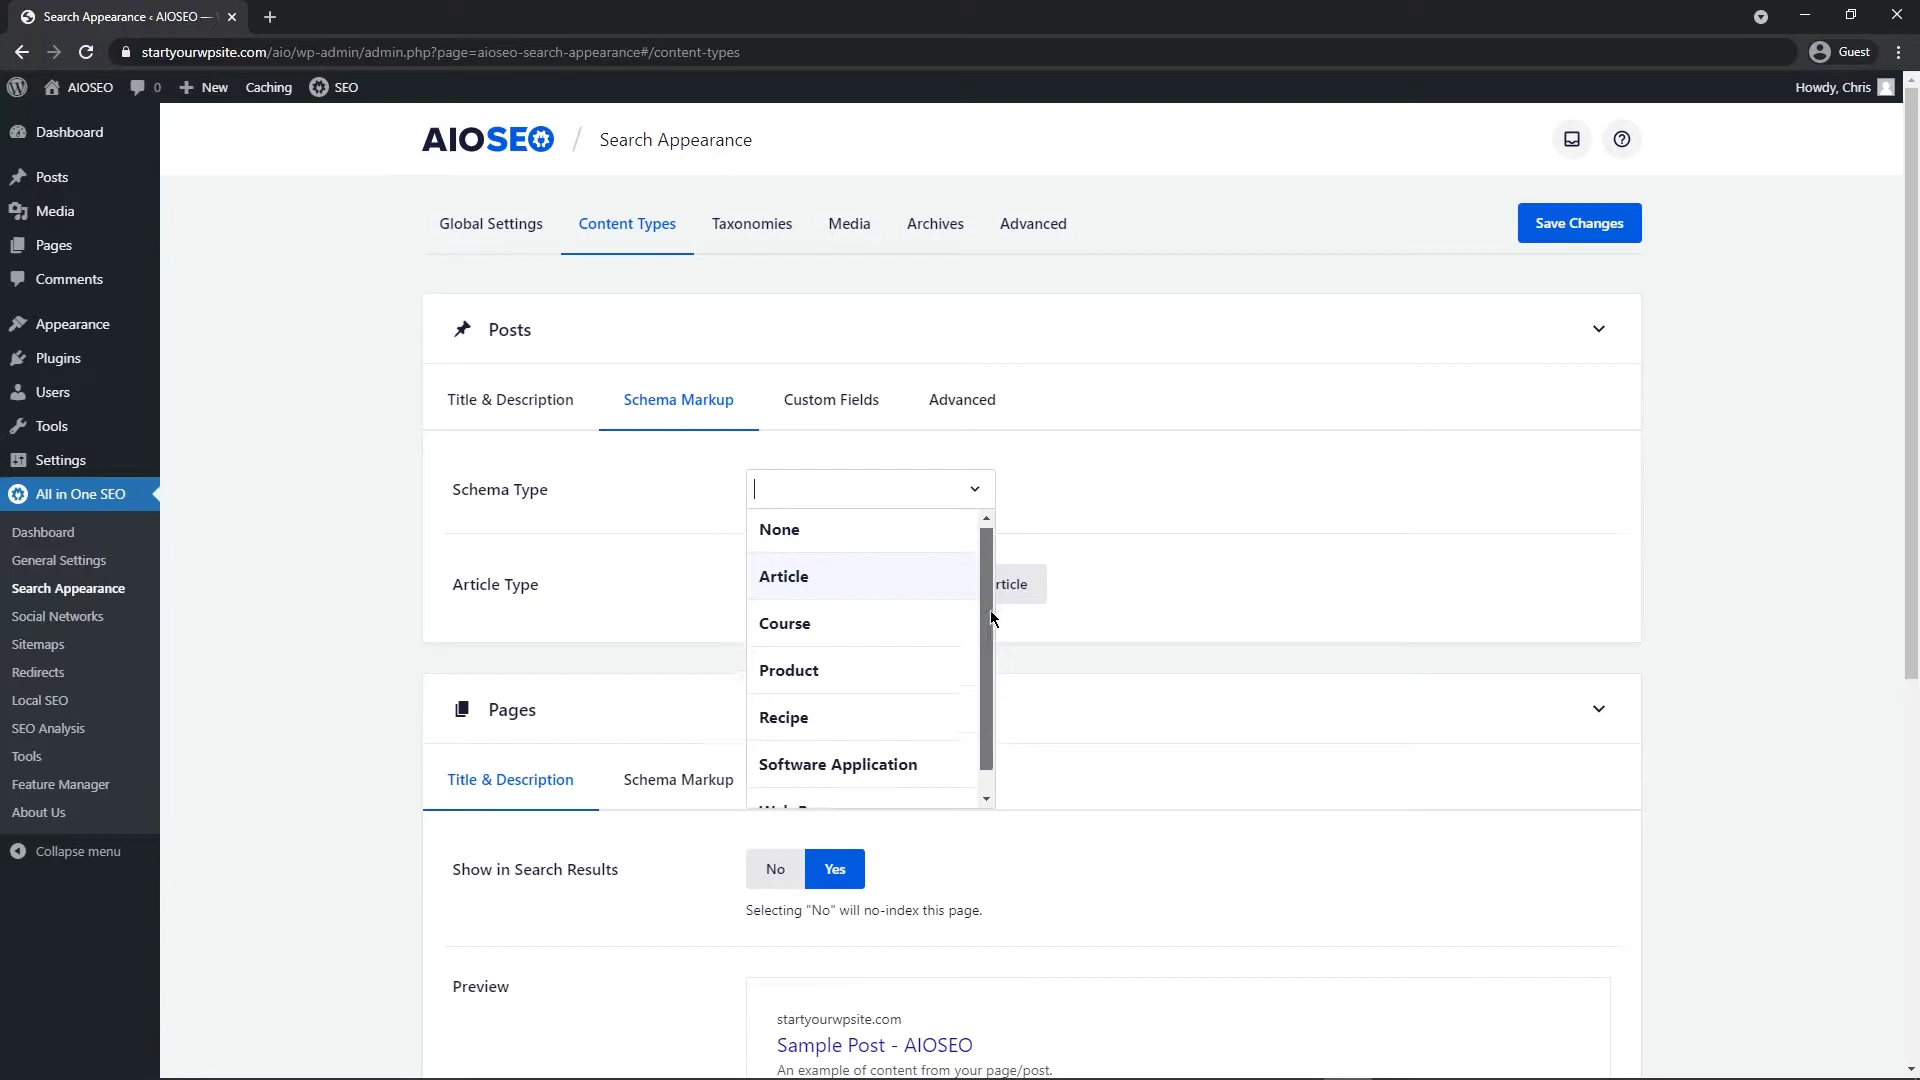 Search Appearance ‹ AIOSEO —
startyourwpsite.com/aio/wp-admin/admin.php?page=aioseo-search-appearance#/content-types
Guest
AIOSEO
0
New
Caching
SEO
Howdy, Chris
Dashboard
Posts
Media
Pages
Comments
Appearance
Plugins
Users
Tools
Settings
All in One SEO
Dashboard
General Settings
Search Appearance
Social Networks
Sitemaps
Redirects
Local SEO
SEO Analysis
Tools
Feature Manager
About Us
Collapse menu
AIOSEO / Search Appearance
Global Settings
Content Types
Taxonomies
Media
Archives
Advanced
Save Changes
Posts
Title & Description
Schema Markup
Custom Fields
Advanced
Schema Type
None
Article
Course
Product
Recipe
Software Application
Article Type
rticle
Pages
Title & Description
Schema Markup
Show in Search Results
No
Yes
Selecting "No" will no-index this page.
Preview
startyourwpsite.com
Sample Post - AIOSEO
An example of content from your page/post.